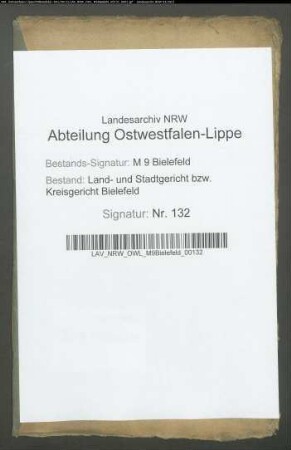 Landesarchiv NRW
Abteilung Ostwestfalen-Lippe
Bestands-Signatur: M 9 Bielefeld
Bestand: Land- und Stadtgericht bzw.
Kreisgericht Bielefeld
Signatur: Nr. 132
LAV_NRW_OWL_M9Bielefeld_00132